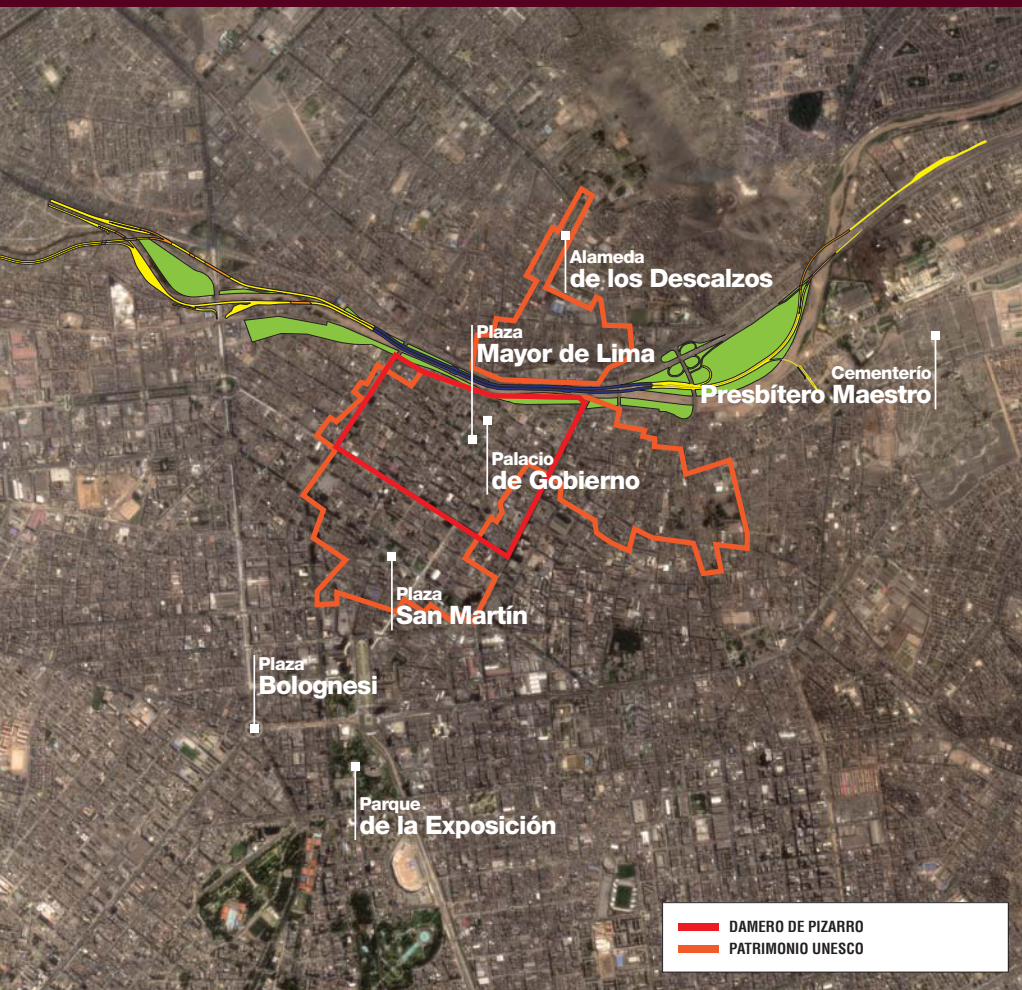 Alameda
de los Descalzos
Plaza
Mayor de Lima
Cementerío
Presbítero Maestro
Palacio
de Gobierno
Plaza
San Martín
Plaza
Bolognesi
Parque
de la Exposición
DAMERO DE PIZARRO
PATRIMONIO UNESCO